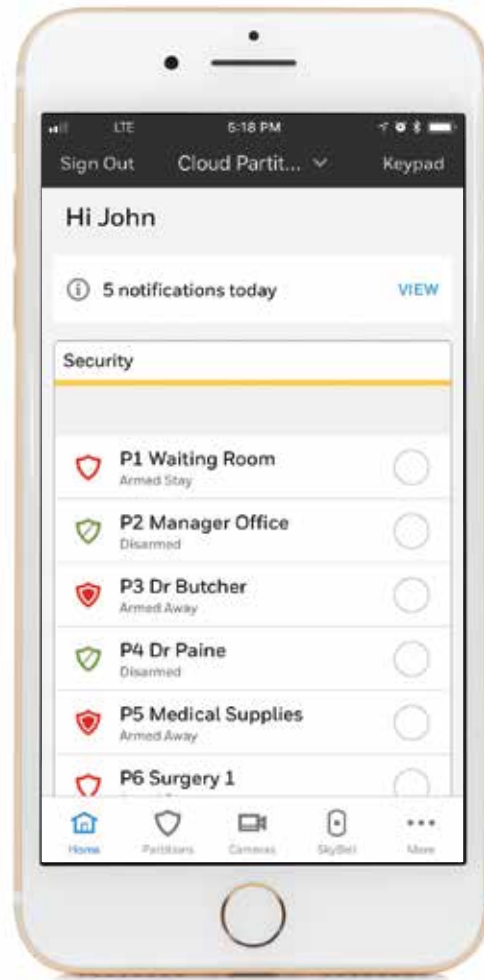 LTE
5:18 PM
Sign Out
Cloud Partit...
Keypad
Hi John
5 notifications today
VIEW
Security
P1 Waiting Room
Armed Stay
P2 Manager Office
Disarmed
P3 Dr Butcher
Armed Away
P4 Dr Paine
Disarmed
P5 Medical Supplies
Armed Away
P6 Surgery 1
Home
Partitions
Cameras
SkyBell
More